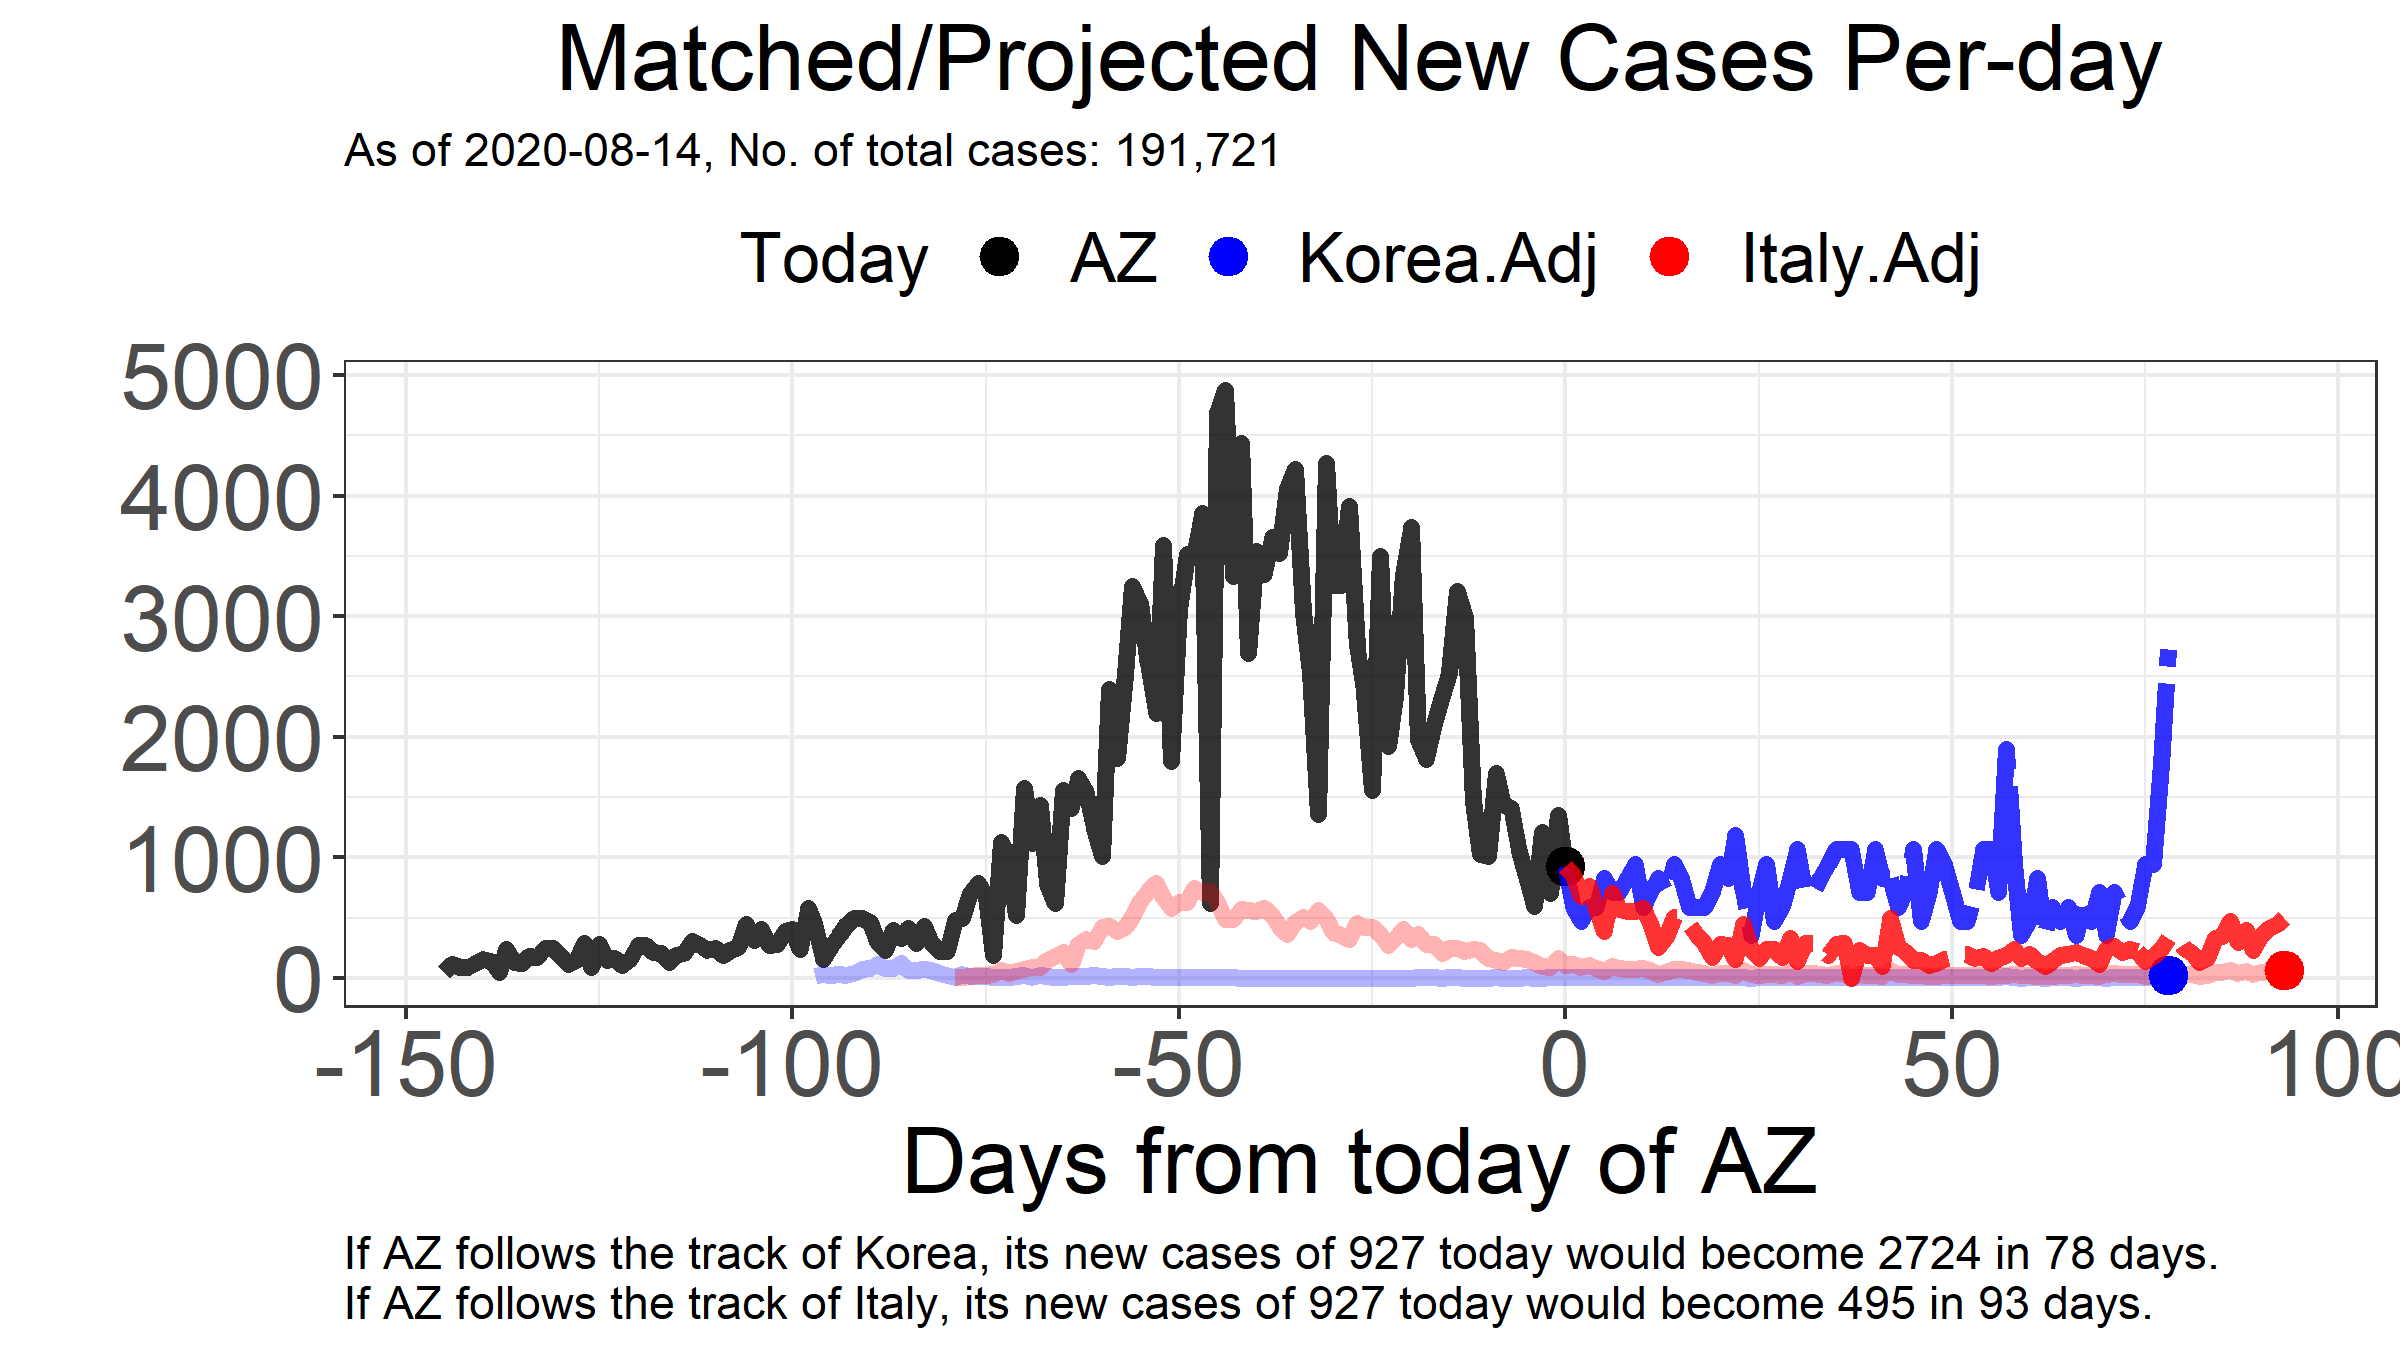 Matched/Projected New Cases Per-day
As of 2020-08-14, No. of total cases: 191,721
Today AZ Korea.Adj Italy.Adj
5000
4000
3000
2000
1000
0
-150 -100 -50 0 50 100
Days from today of AZ
If AZ follows the track of Korea, its new cases of 927 today would become 2724 in 78 days.
If AZ follows the track of Italy, its new cases of 927 today would become 495 in 93 days.